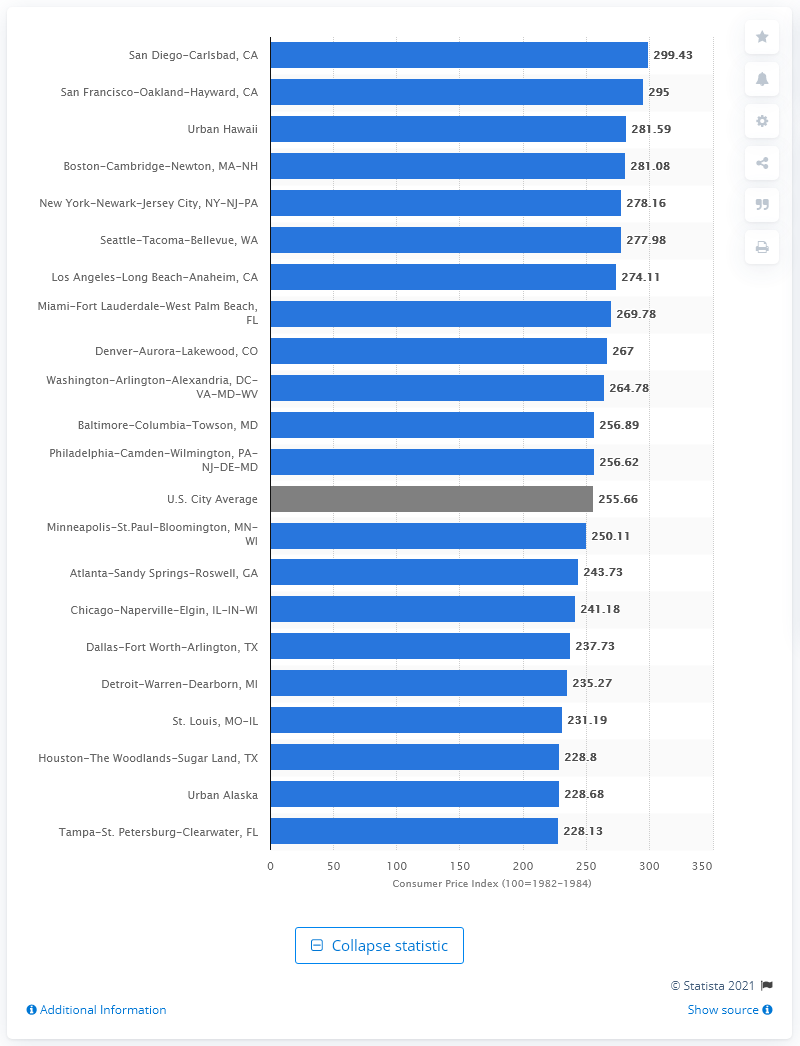 San Diego-Carlsbad, CA 299.43
San Francisco-Oakland-Hayward, CA 295
Urban Hawaii 281.59
Boston-Cambridge-Newton, MA-NH 281.08
New York-Newark-Jersey City, NY-NJ-PA 278.16
Seattle-Tacoma-Bellevue, WA 277.98
Los Angeles-Long Beach-Anaheim, CA 274.11
Miami-Fort Lauderdale-West Palm Beach,
FL 269.78
Denver-Aurora-Lakewood, CO 267
Washington-Arlington-Alexandria, DC-
VA-MD-WV 264.78
Baltimore-Columbia-Towson, MD 256.89
Philadelphia-Camden-Wilmington, PA-
NJ-DE-MD 256.62
U.S. City Average 255.66
Minneapolis-St.Paul-Bloomington, MN-
WI 250.11
Atlanta-Sandy Springs-Roswell, GA 243.73
Chicago-Naperville-Elgin, IL-IN-WI 241.18
Dallas-Fort Worth-Arlington, TX 237.73
Detroit-Warren-Dearborn, MI 235.27
St. Louis, MO-IL 231.19
Houston-The Woodlands-Sugar Land, TX 228.8
Urban Alaska 228.68
Tampa-St. Petersburg-Clearwater, FL 228.13
0 50 100 150 200 250 300 350
Consumer Price Index (100=1982-1984)
Collapse statistic
© Statista 2021
Additional Information Show source